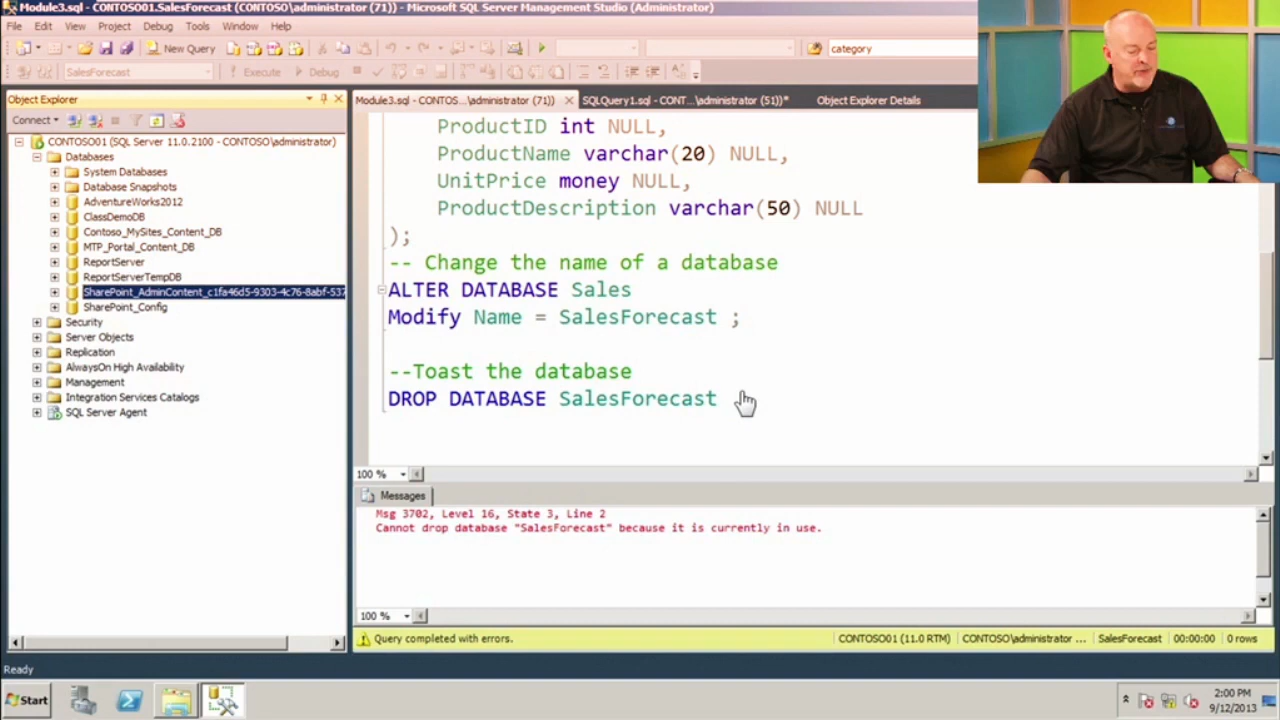 Module3.sql - CONTOSO01.SalesForecast (CONTOSO\administrator (71)) - Microsoft SQL Server Management Studio (Administrator)
File Edit View Project Debug Tools Window Help
New Query category
SalesForecast Execute Debug
Object Explorer
Module3.sql - CONTOS...\administrator (71)) SQLQuery1.sql - CONT...\administrator (51))* Object Explorer Details
Connect
CONTOSO01 (SQL Server 11.0.2100 - CONTOSO\administrator)
Databases
System Databases
Database Snapshots
AdventureWorks2012
ClassDemoDB
Contoso_MySites_Content_DB
MTP_Portal_Content_DB
ReportServer
ReportServerTempDB
SharePoint_AdminContent_c1fa46d5-9303-4c76-8abf-537
SharePoint_Config
Security
Server Objects
Replication
AlwaysOn High Availability
Management
Integration Services Catalogs
SQL Server Agent
ProductID int NULL,
ProductName varchar(20) NULL,
UnitPrice money NULL,
ProductDescription varchar(50) NULL
);
-- Change the name of a database
ALTER DATABASE Sales
Modify Name = SalesForecast ;
--Toast the database
DROP DATABASE SalesForecast
100 %
Messages
Msg 3702, Level 16, State 3, Line 2
Cannot drop database "SalesForecast" because it is currently in use.
100 %
Query completed with errors. CONTOSO01 (11.0 RTM) CONTOSO\administrator ... SalesForecast 00:00:00 0 rows
Ready
Start 2:00 PM
9/12/2013